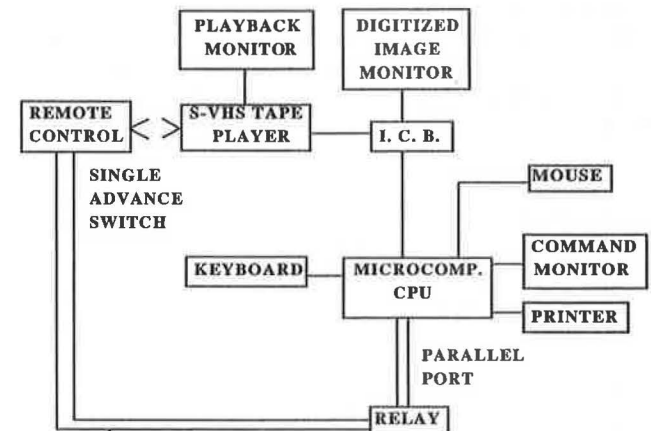 PLAYBACK
MONITOR
DIGITIZED
IMAGE
MONITOR
REMOTE
CONTROL
S-VHS TAPE
PLAYER
I. C. B.
SINGLE
ADVANCE
SWITCH
MOUSE
KEYBOARD
MICROCOMP.
CPU
COMMAND
MONITOR
PRINTER
PARALLEL
PORT
RELAY